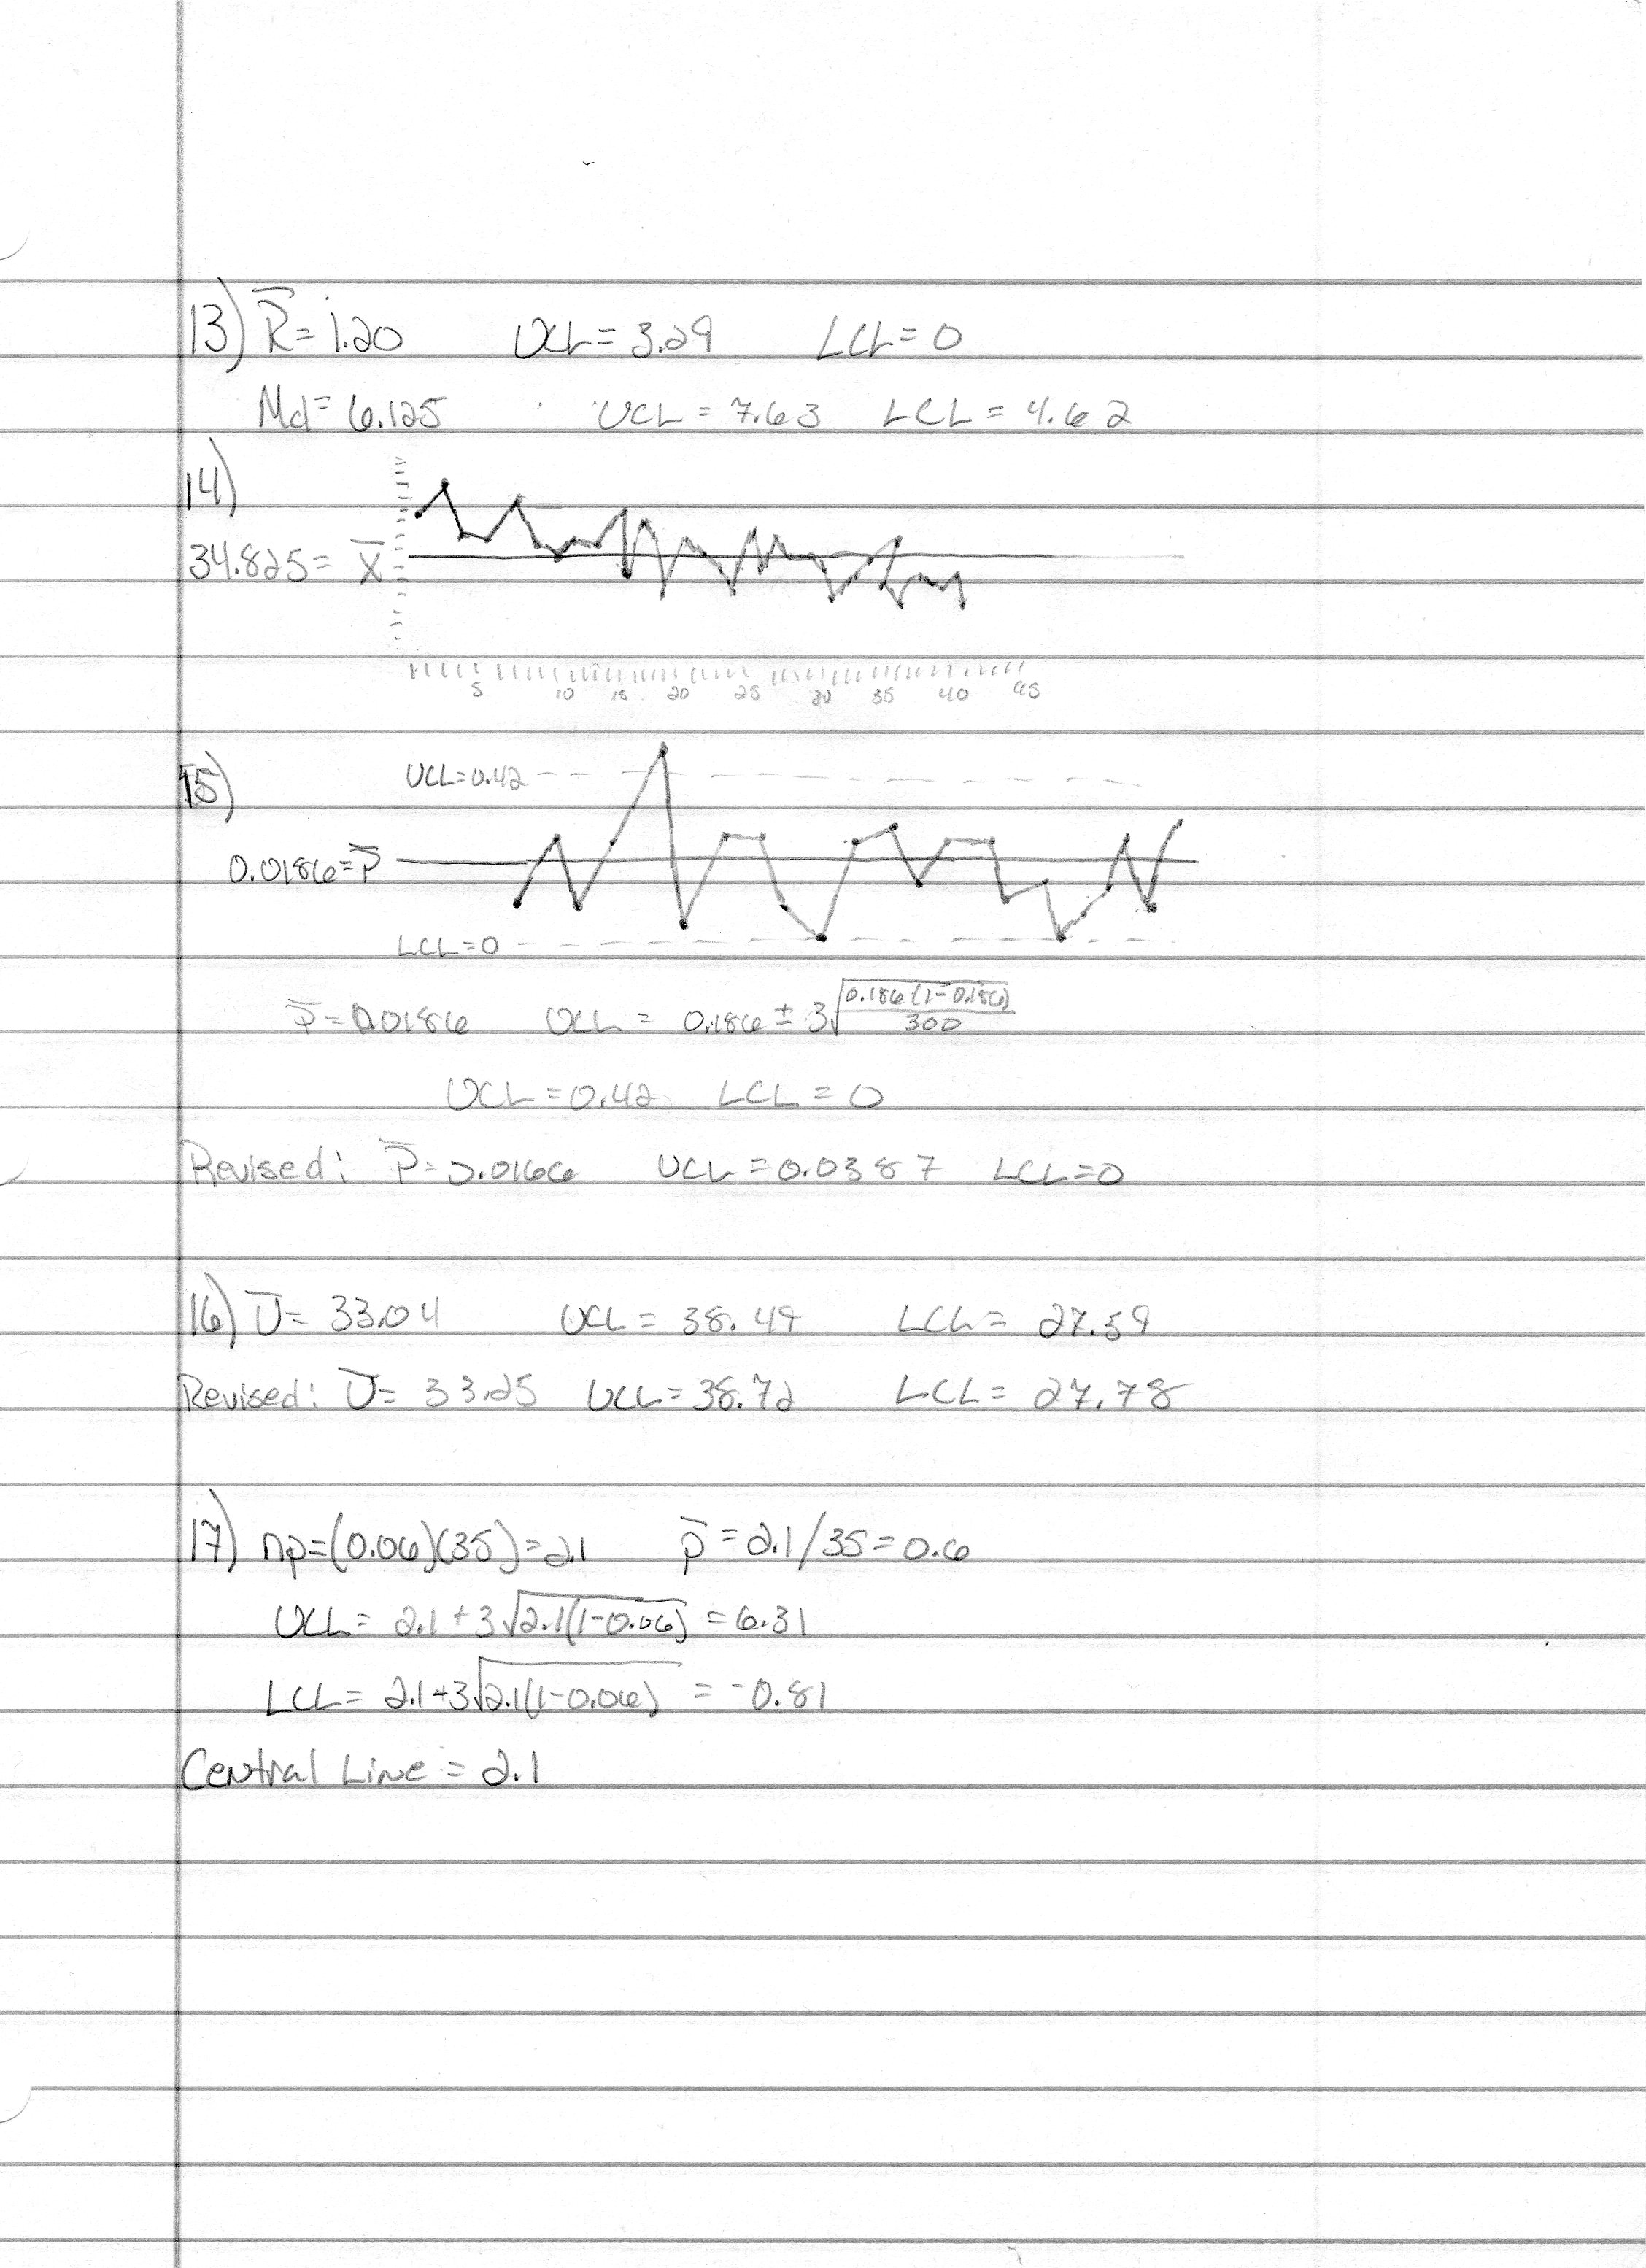 13) R̅ = 1.20 UCL = 3.29 LCL = 0
Md = 6.125 UCL = 7.63 LCL = 4.62
14)
34.825 = X̅
5 10 15 20 25 30 35 40 45
15) UCL = 0.42
0.0186 = P̅
LCL = 0
P̅ = 0.0186 UCL = 0.186 ± 3√(0.186(1-0.186)/300)
UCL = 0.42 LCL = 0
Revised: P̅ = 0.0166 UCL = 0.0387 LCL = 0
16) U̅ = 33.04 UCL = 38.49 LCL = 27.59
Revised: U̅ = 33.25 UCL = 38.72 LCL = 27.78
17) np = (0.06)(35) = 2.1 p̅ = 2.1/35 = 0.6
UCL = 2.1 + 3√2.1(1-0.06) = 6.31
LCL = 2.1 + 3√2.1(1-0.06) = -0.81
Central Line = 2.1